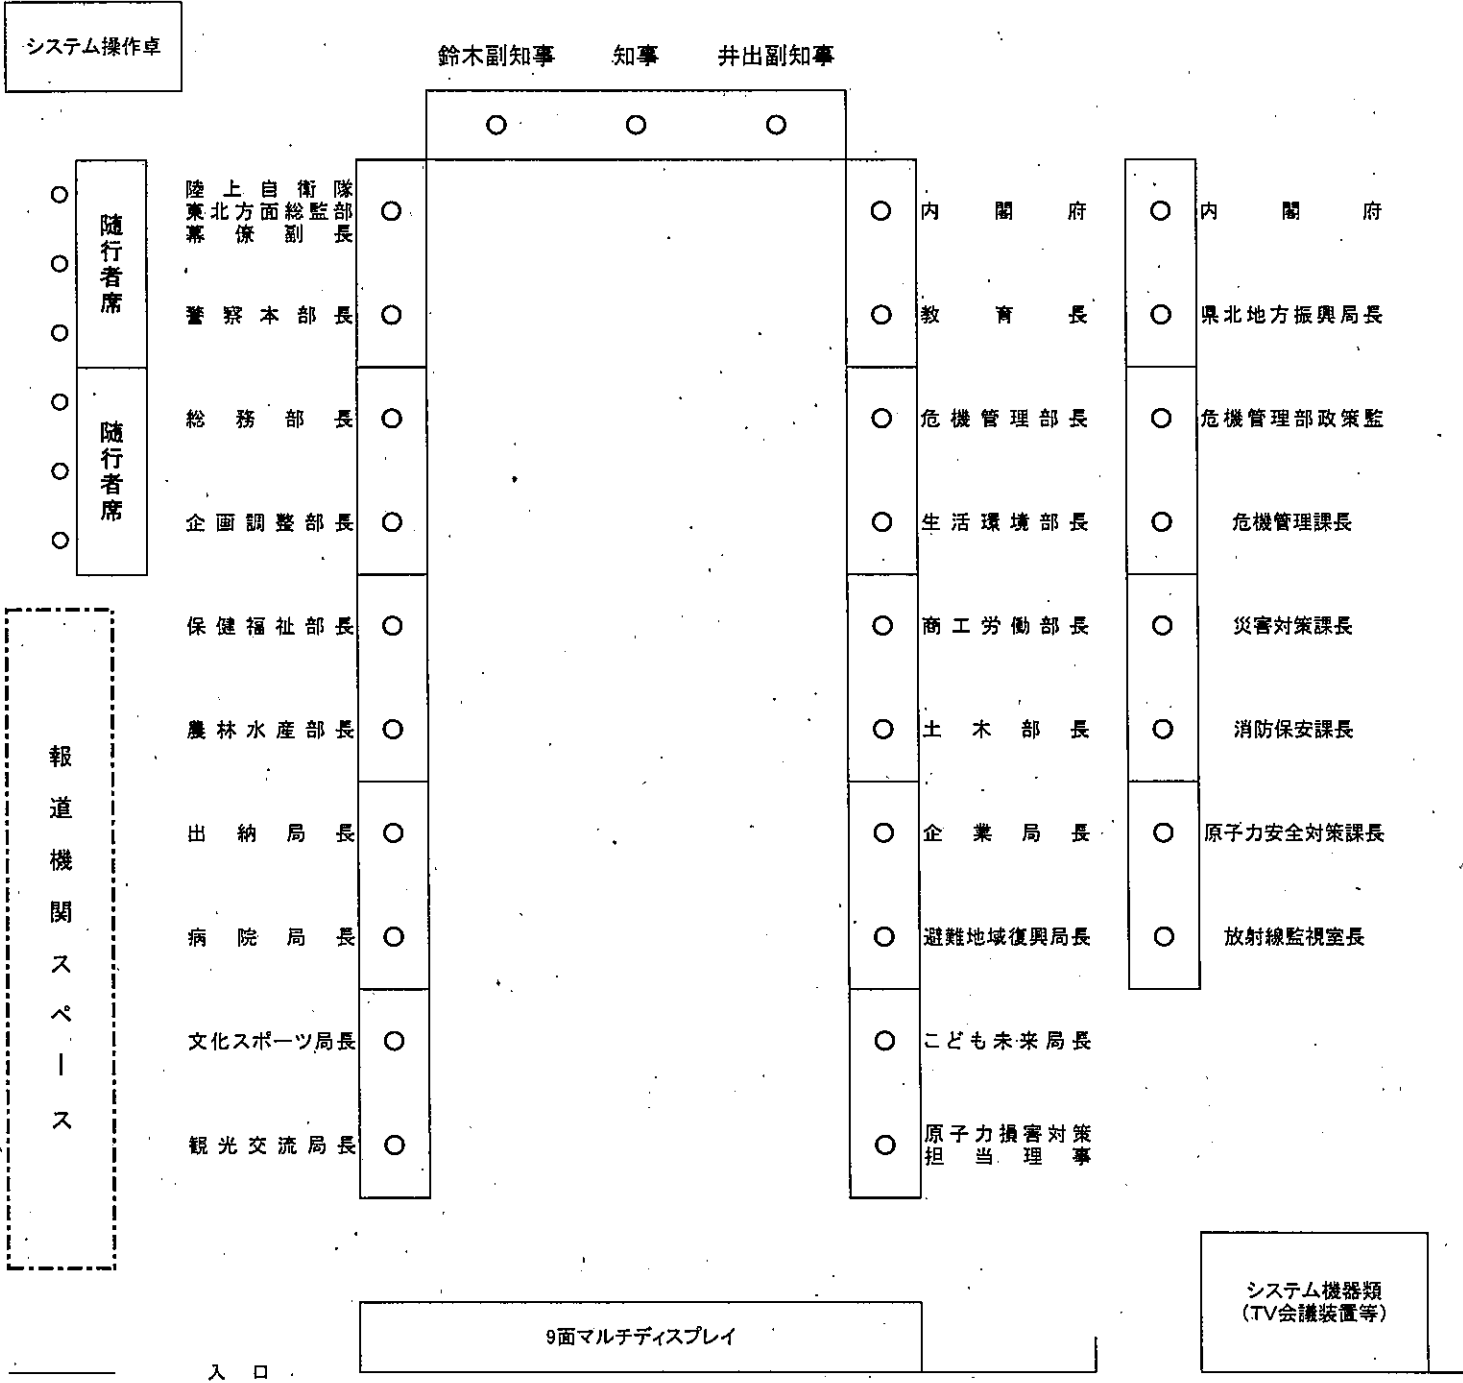 システム操作卓
鈴木副知事 知事 井出副知事
随行者席
随行者席
陸上自衛隊
東北方面総監部
幕僚副長
警察本部長
総務部長
企画調整部長
保健福祉部長
農林水産部長
出納局長
病院局長
文化スポーツ局長
観光交流局長
内閣府
教育長
危機管理部長
生活環境部長
商工労働部長
土木部長
企業局長
避難地域復興局長
こども未来局長
原子力損害対策
担当理事
内閣府
県北地方振興局長
危機管理部政策監
危機管理課長
災害対策課長
消防保安課長
原子力安全対策課長
放射線監視室長
報道機関スペース
システム機器類
(TV会議装置等)
9面マルチディスプレイ
入口